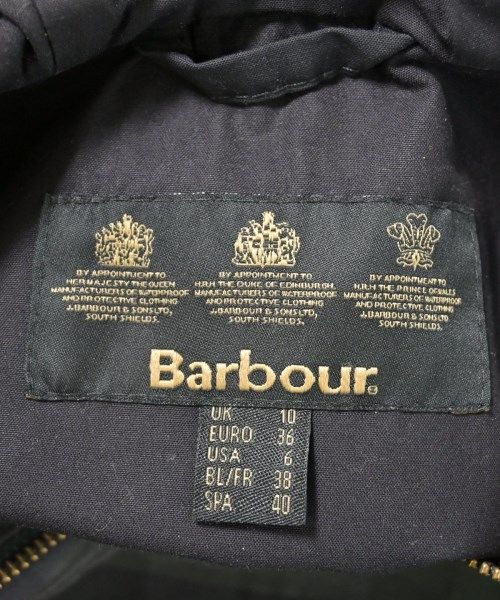 BY APPOINTMENT TO
HER MAJESTY THE QUEEN
MANUFACTURERS OF WATERPROOF
AND PROTECTIVE CLOTHING
J.BARBOUR & SONS LTD,
SOUTH SHIELDS.
BY APPOINTMENT TO
H.R.H. THE DUKE OF EDINBURGH,
MANUFACTURERS OF WATERPROOF
AND PROTECTIVE CLOTHING
J.BARBOUR & SONS LTD,
SOUTH SHIELDS.
BY APPOINTMENT TO
H.R.H THE PRINCE OF WALES
MANUFACTURERS OF WATERPROOF
AND PROTECTIVE CLOTHING
J.BARBOUR & SONS LTD,
SOUTH SHIELDS.
Barbour
UK 10
EURO 36
USA 6
BL/FR 38
SPA 40